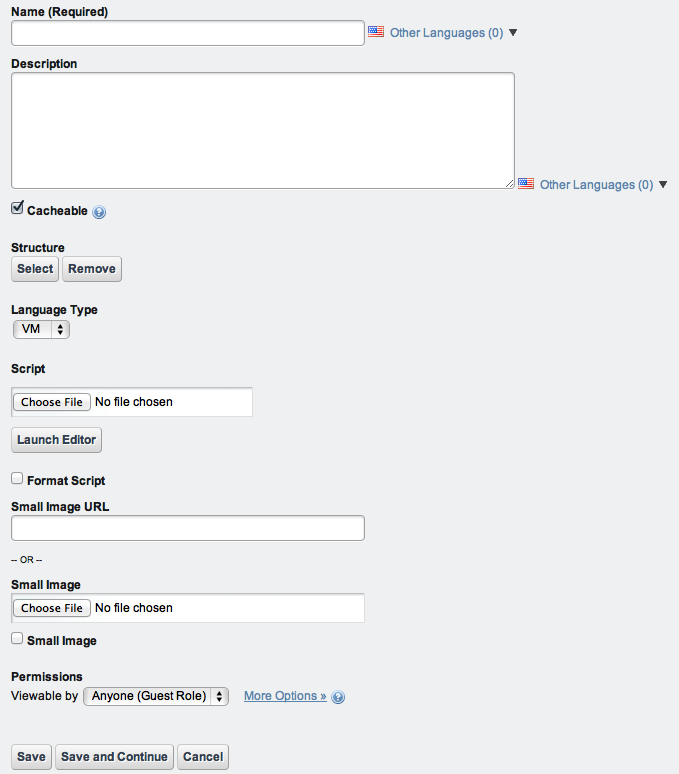 Name (Required)
Other Languages (0)
Description
Other Languages (0)
Cacheable
Structure
Select Remove
Language Type
VM
Script
Choose File No file chosen
Launch Editor
Format Script
Small Image URL
-- OR --
Small Image
Choose File No file chosen
Small Image
Permissions
Viewable by Anyone (Guest Role) More Options »
Save Save and Continue Cancel